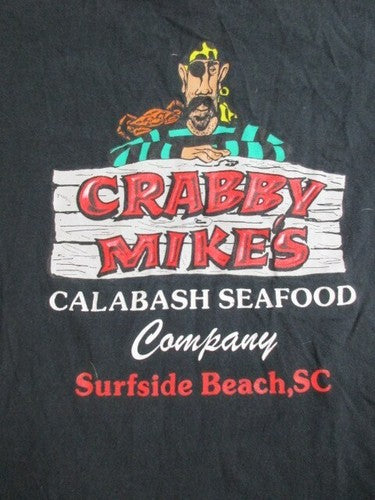 CRABBY
MIKE'S
CALABASH SEAFOOD
Company
Surfside Beach,SC